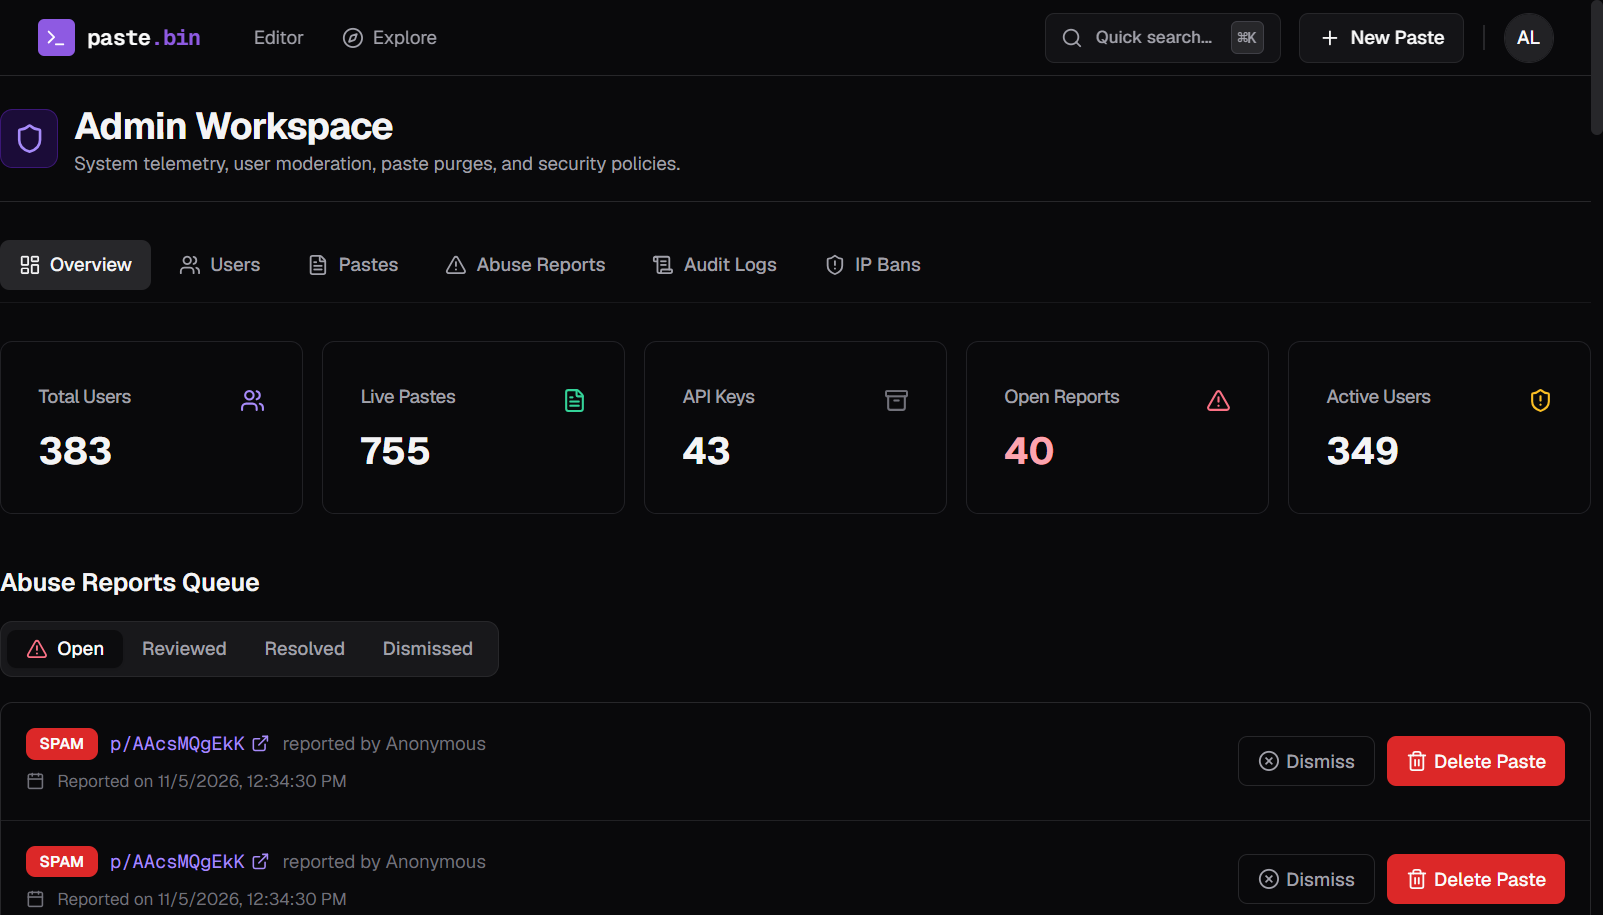 paste.bin Editor Explore Quick search... ⌘K New Paste AL
Admin Workspace
System telemetry, user moderation, paste purges, and security policies.
Overview Users Pastes Abuse Reports Audit Logs IP Bans
Total Users Live Pastes API Keys Open Reports Active Users
383 755 43 40 349
Abuse Reports Queue
Open Reviewed Resolved Dismissed
SPAM p/AAcsMQgEkK reported by Anonymous
Reported on 11/5/2026, 12:34:30 PM
Dismiss Delete Paste
SPAM p/AAcsMQgEkK reported by Anonymous
Reported on 11/5/2026, 12:34:30 PM
Dismiss Delete Paste